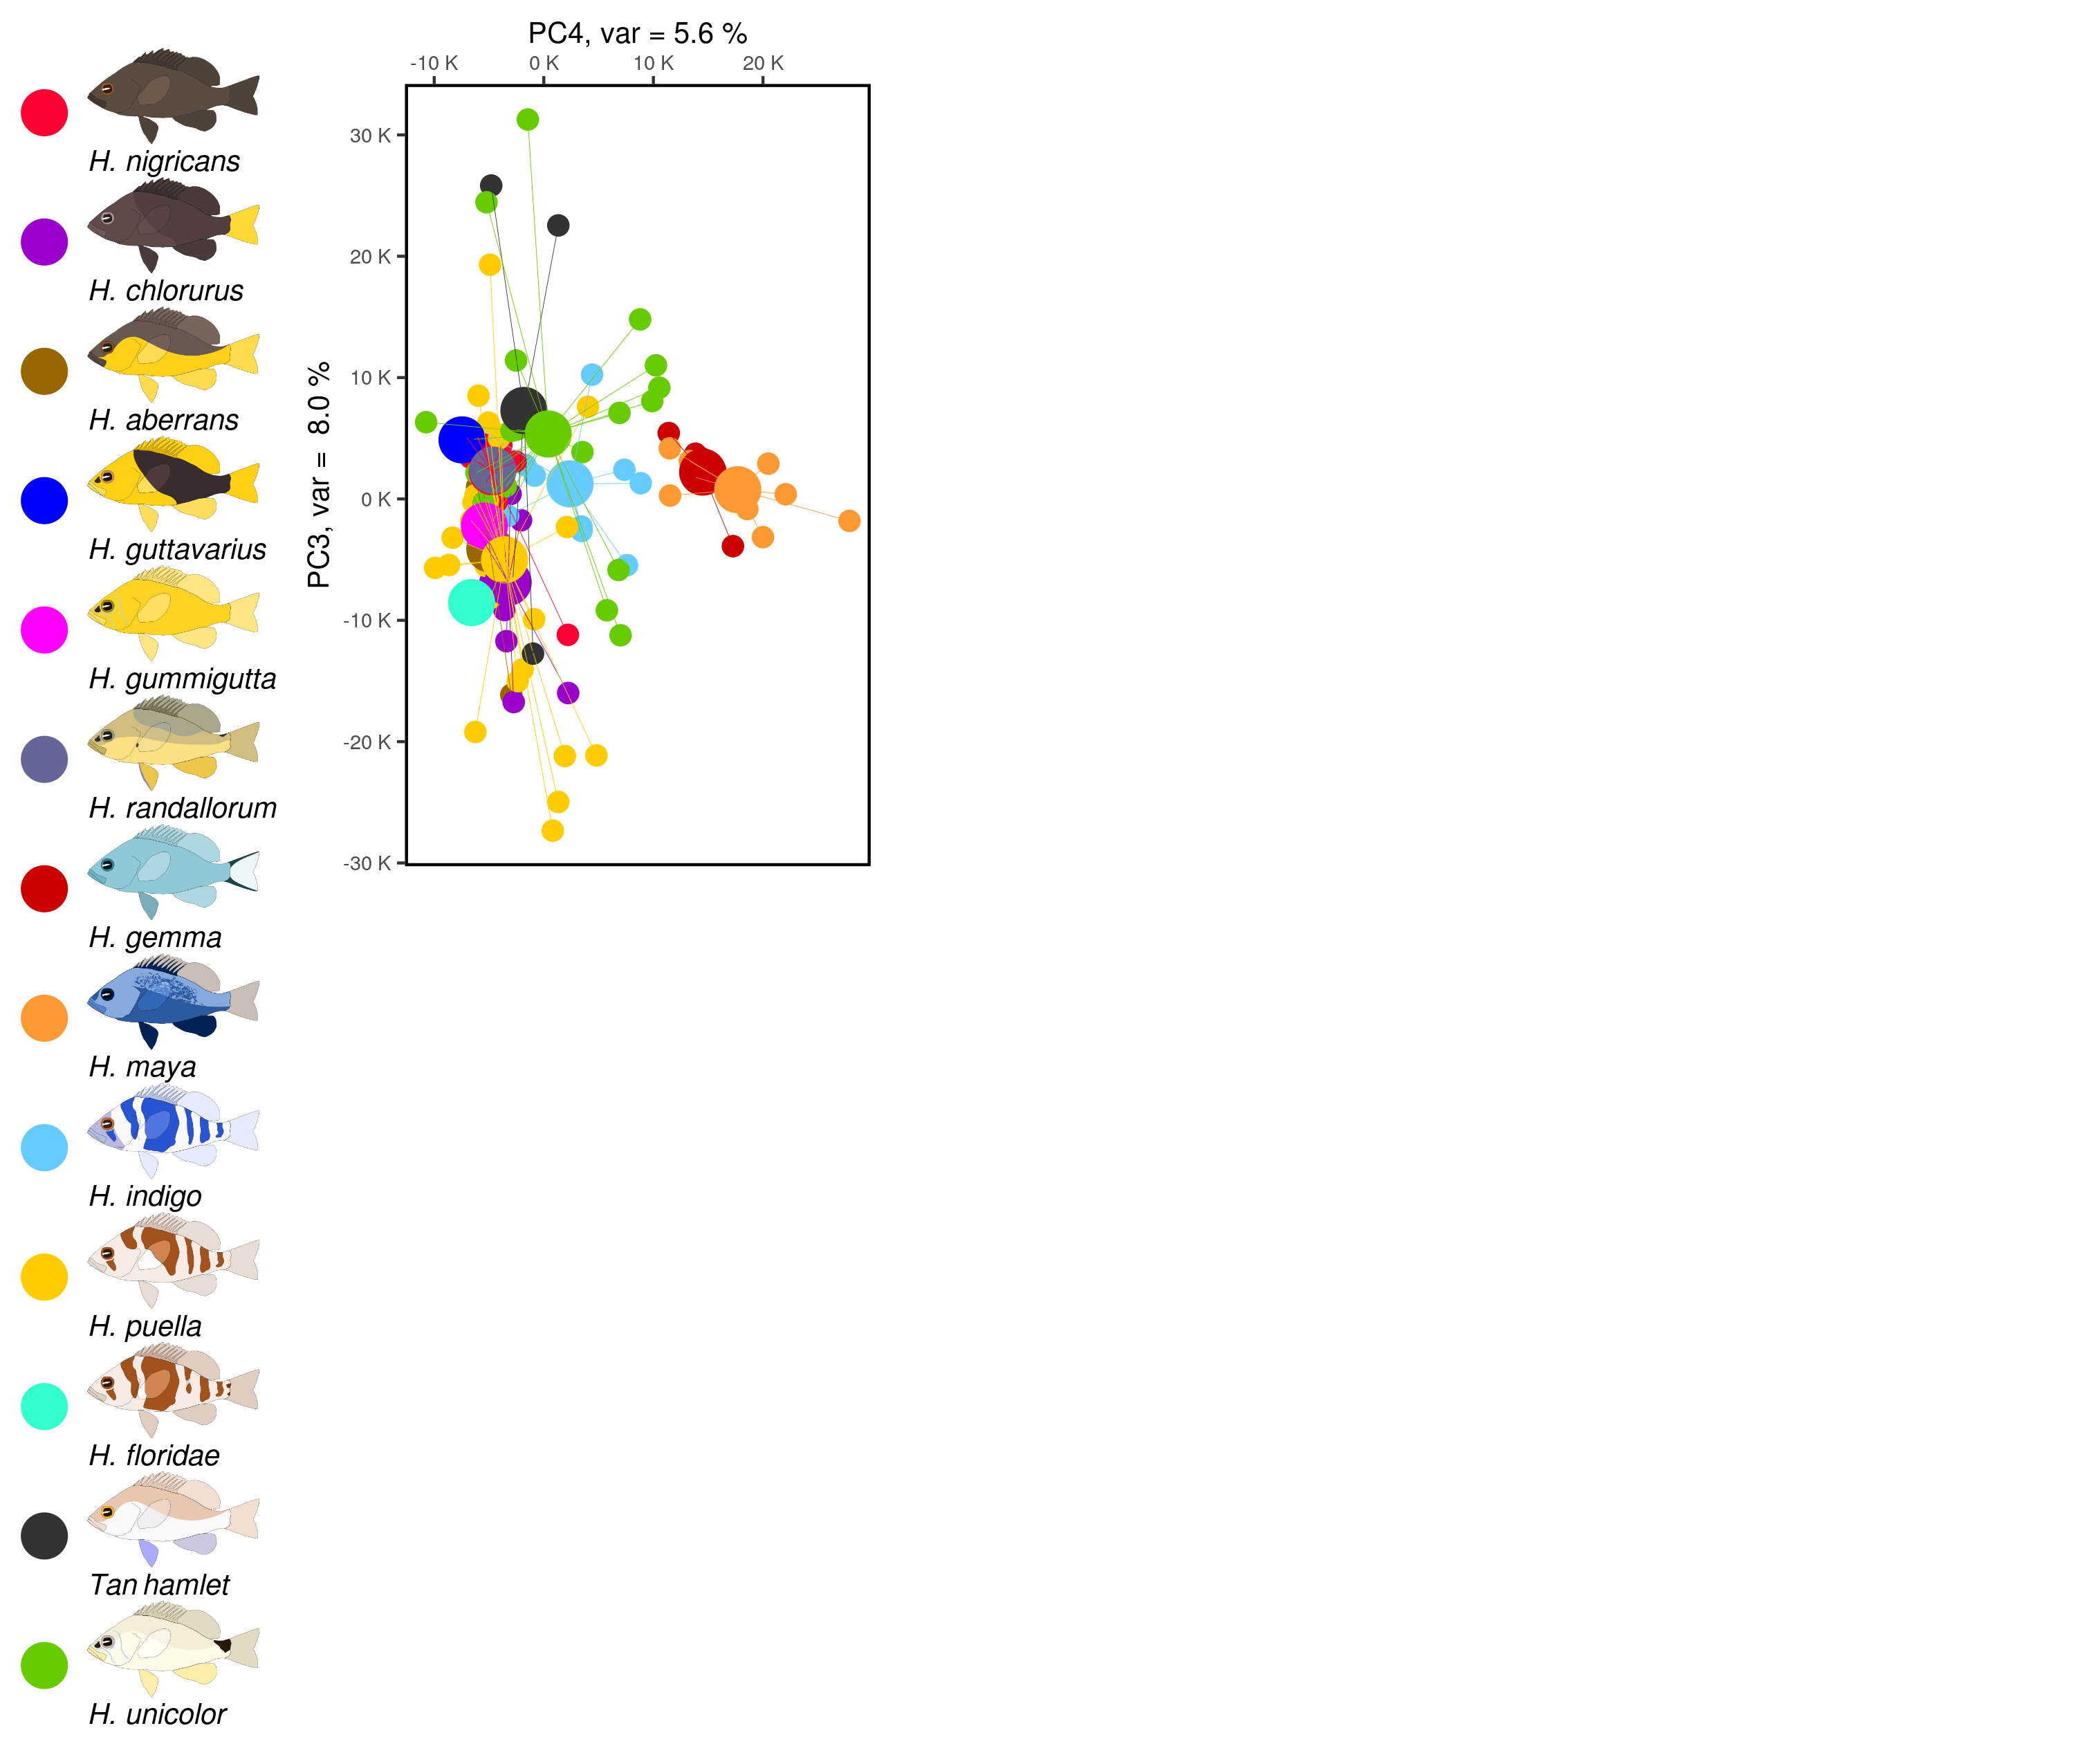 PC4, var = 5.6 %
-10 K 0 K 10 K 20 K
PC3, var = 8.0 %
30 K
20 K
10 K
0 K
-10 K
-20 K
-30 K
H. nigricans
H. chlorurus
H. aberrans
H. guttavarius
H. gummigutta
H. randallorum
H. gemma
H. maya
H. indigo
H. puella
H. floridae
Tan hamlet
H. unicolor